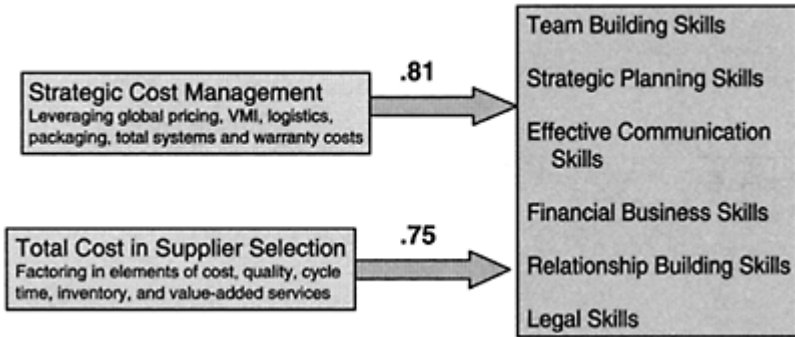 Strategic Cost Management
Leveraging global pricing, VMI, logistics,
packaging, total systems and warranty costs
.81
Total Cost in Supplier Selection
Factoring in elements of cost, quality, cycle
time, inventory, and value-added services
.75
Team Building Skills
Strategic Planning Skills
Effective Communication
Skills
Financial Business Skills
Relationship Building Skills
Legal Skills